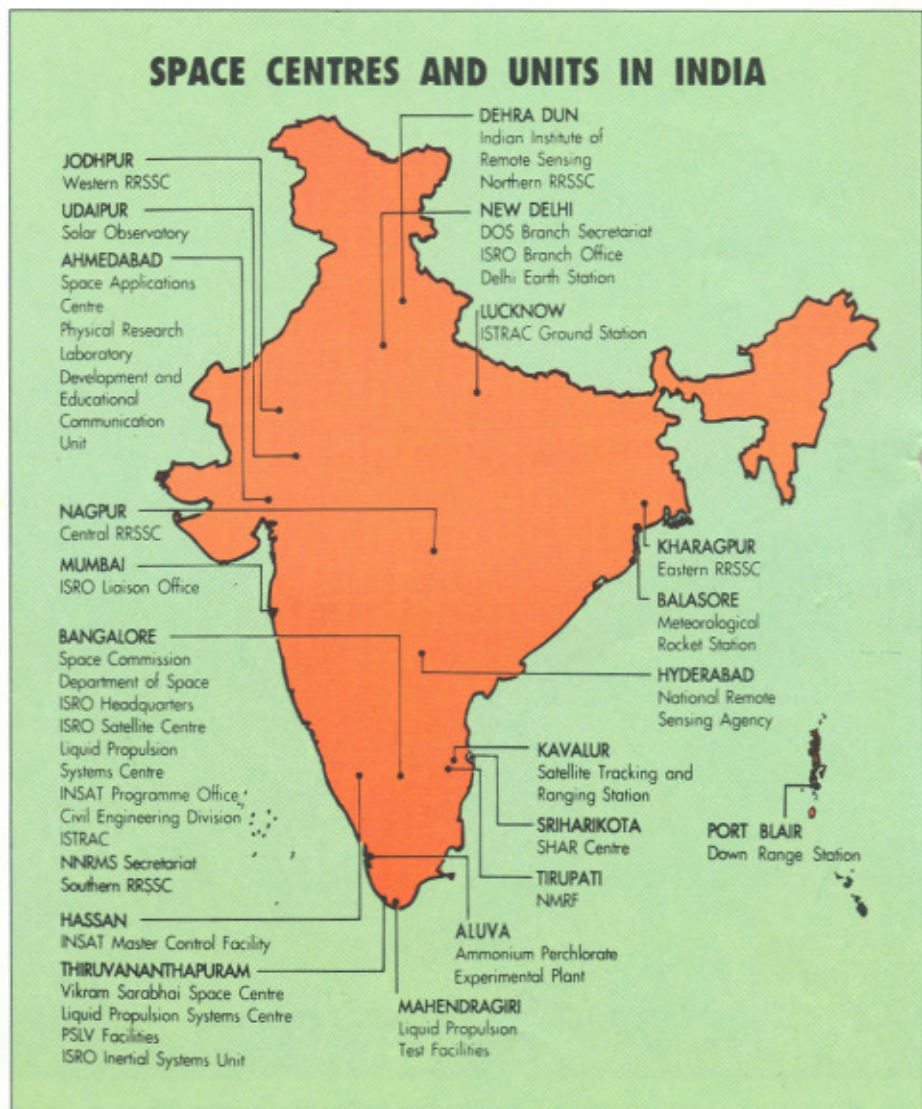 SPACE CENTRES AND UNITS IN INDIA
JODHPUR
Western RRSSC
UDAIPUR
Solar Observatory
AHMEDABAD
Space Applications
Centre
Physical Research
Laboratory
Development and
Educational
Communication
Unit
NAGPUR
Central RRSSC
MUMBAI
ISRO Liaison Office
BANGALORE
Space Commission
Department of Space
ISRO Headquarters
ISRO Satellite Centre
Liquid Propulsion
Systems Centre
INSAT Programme Office
Civil Engineering Division
ISTRAC
NNRMS Secretariat
Southern RRSSC
HASSAN
INSAT Master Control Facility
THIRUVANANTHAPURAM
Vikram Sarabhai Space Centre
Liquid Propulsion Systems Centre
PSLV Facilities
ISRO Inertial Systems Unit
DEHRA DUN
Indian Institute of
Remote Sensing
Northern RRSSC
NEW DELHI
DOS Branch Secretariat
ISRO Branch Office
Delhi Earth Station
LUCKNOW
ISTRAC Ground Station
KHARAGPUR
Eastern RRSSC
BALASORE
Meteorological
Rocket Station
HYDERABAD
National Remote
Sensing Agency
KAVALUR
Satellite Tracking and
Ranging Station
SRIHARIKOTA
SHAR Centre
TIRUPATI
NMRF
ALUVA
Ammonium Perchlorate
Experimental Plant
MAHENDRAGIRI
Liquid Propulsion
Test Facilities
PORT BLAIR
Down Range Station